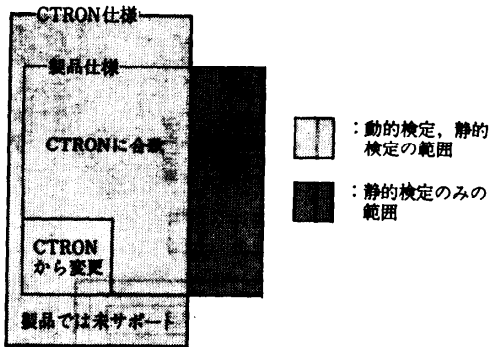 CTRON仕様
製品仕様
CTRONに合致
CTRON
から変更
製品では未サポート
:動的検定,静的
検定の範囲
:静的検定のみの
範囲